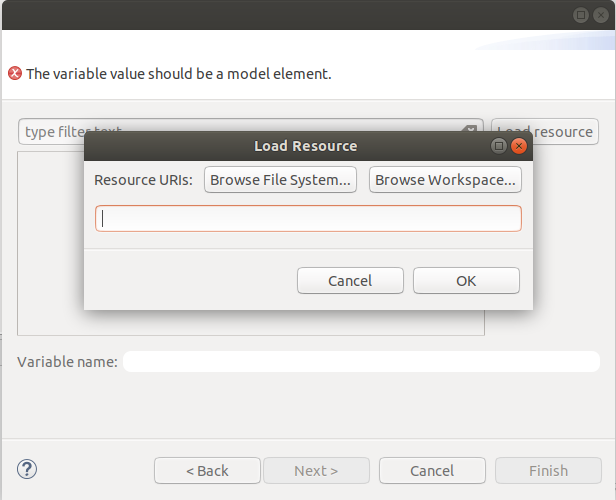 The variable value should be a model element.
type filter text
Load resource
Load Resource
Resource URIs: Browse File System... Browse Workspace...
Cancel OK
Variable name:
? < Back Next > Cancel Finish